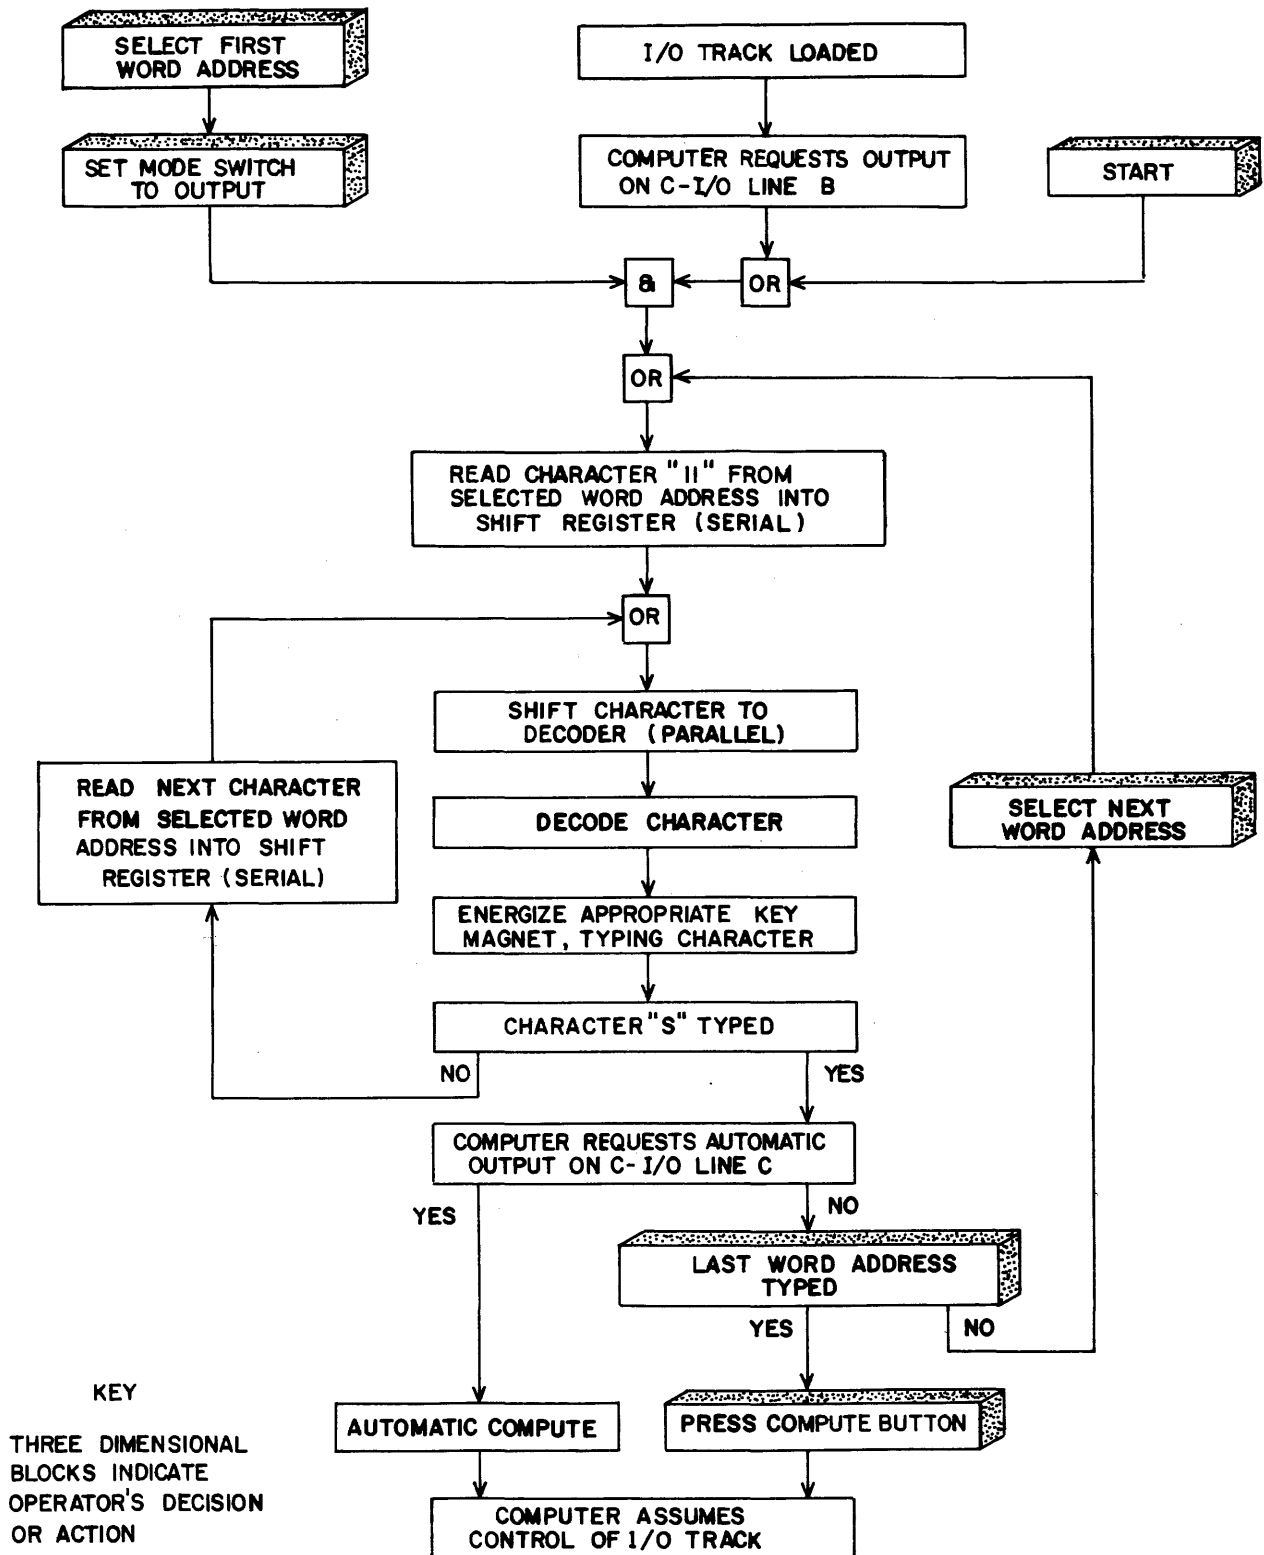 SELECT FIRST
WORD ADDRESS
I/O TRACK LOADED
SET MODE SWITCH
TO OUTPUT
COMPUTER REQUESTS OUTPUT
ON C-I/O LINE B
START
&
OR
OR
READ CHARACTER "11" FROM
SELECTED WORD ADDRESS INTO
SHIFT REGISTER (SERIAL)
OR
SHIFT CHARACTER TO
DECODER (PARALLEL)
READ NEXT CHARACTER
FROM SELECTED WORD
ADDRESS INTO SHIFT
REGISTER (SERIAL)
DECODE CHARACTER
SELECT NEXT
WORD ADDRESS
ENERGIZE APPROPRIATE KEY
MAGNET, TYPING CHARACTER
CHARACTER "S" TYPED
NO
YES
COMPUTER REQUESTS AUTOMATIC
OUTPUT ON C-I/O LINE C
YES
NO
LAST WORD ADDRESS
TYPED
YES
NO
AUTOMATIC COMPUTE
PRESS COMPUTE BUTTON
COMPUTER ASSUMES
CONTROL OF I/O TRACK
KEY
THREE DIMENSIONAL
BLOCKS INDICATE
OPERATOR'S DECISION
OR ACTION